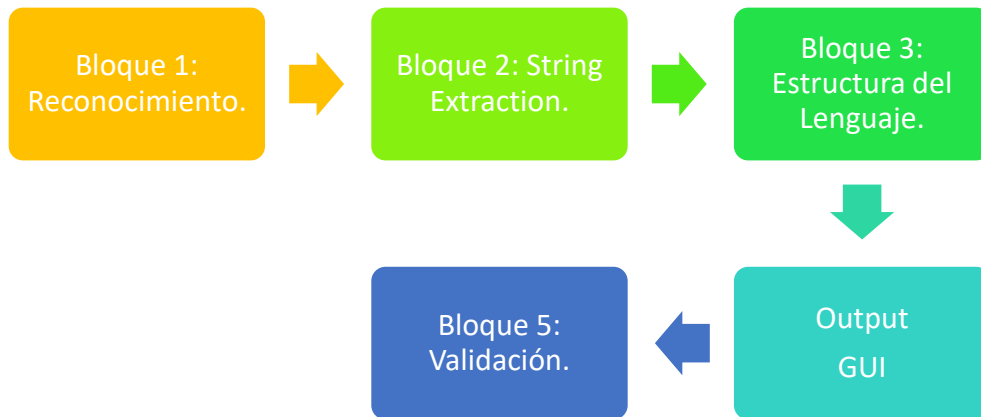 Bloque 1:
Reconocimiento.
Bloque 2: String
Extraction.
Bloque 3:
Estructura del
Lenguaje.
Output
GUI
Bloque 5:
Validación.